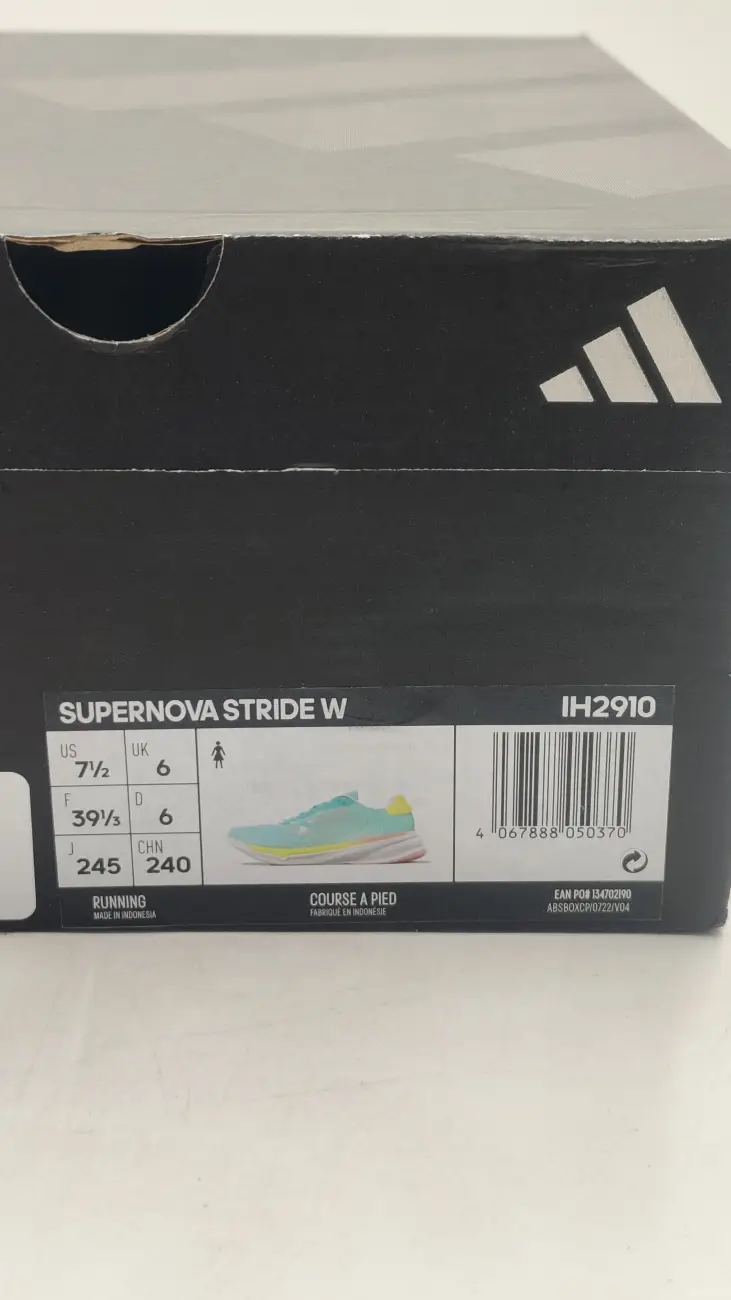 SUPERNOVA STRIDE W IH2910
US 7½ UK 6
F 39⅓ D 6
J 245 CHN 240
4 067888 050370
RUNNING COURSE A PIED EAN PO# 134702190
MADE IN INDONESIA FABRIQUÉ EN INDONÉSIE ABSBOXCP/0722/V04